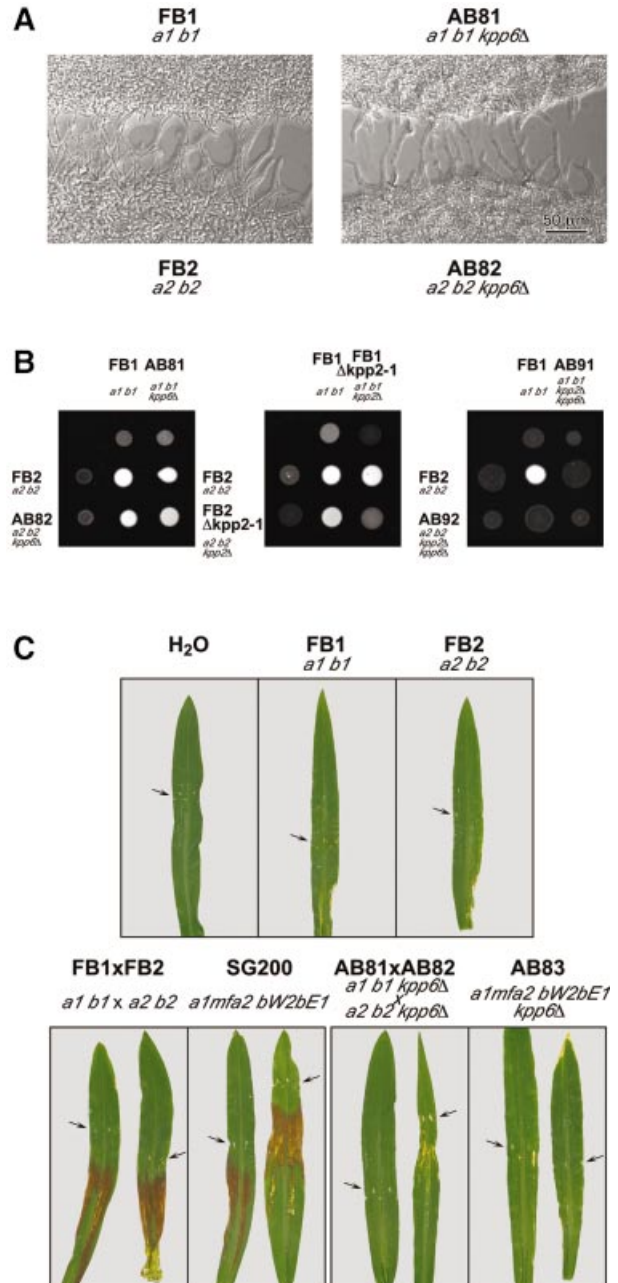 A
FB1
a1 b1
AB81
a1 b1 kpp6Δ
50 µm
FB2
a2 b2
AB82
a2 b2 kpp6Δ
B
FB1 AB81
a1 b1
a1 b1
kpp6Δ
FB2
a2 b2
AB82
a2 b2
kpp6Δ
FB1 FB1
Δkpp2-1
a1 b1
a1 b1
kpp2Δ
FB2
a2 b2
FB2
Δkpp2-1
a2 b2
kpp2Δ
FB1 AB91
a1 b1
a1 b1
kpp2Δ
kpp6Δ
FB2
a2 b2
AB92
a2 b2
kpp2Δ
kpp6Δ
C
H2O
FB1
a1 b1
FB2
a2 b2
FB1xFB2
a1 b1 x a2 b2
SG200
a1mfa2 bW2bE1
AB81xAB82
a1 b1 kpp6Δ
x
a2 b2 kpp6Δ
AB83
a1mfa2 bW2bE1
kpp6Δ